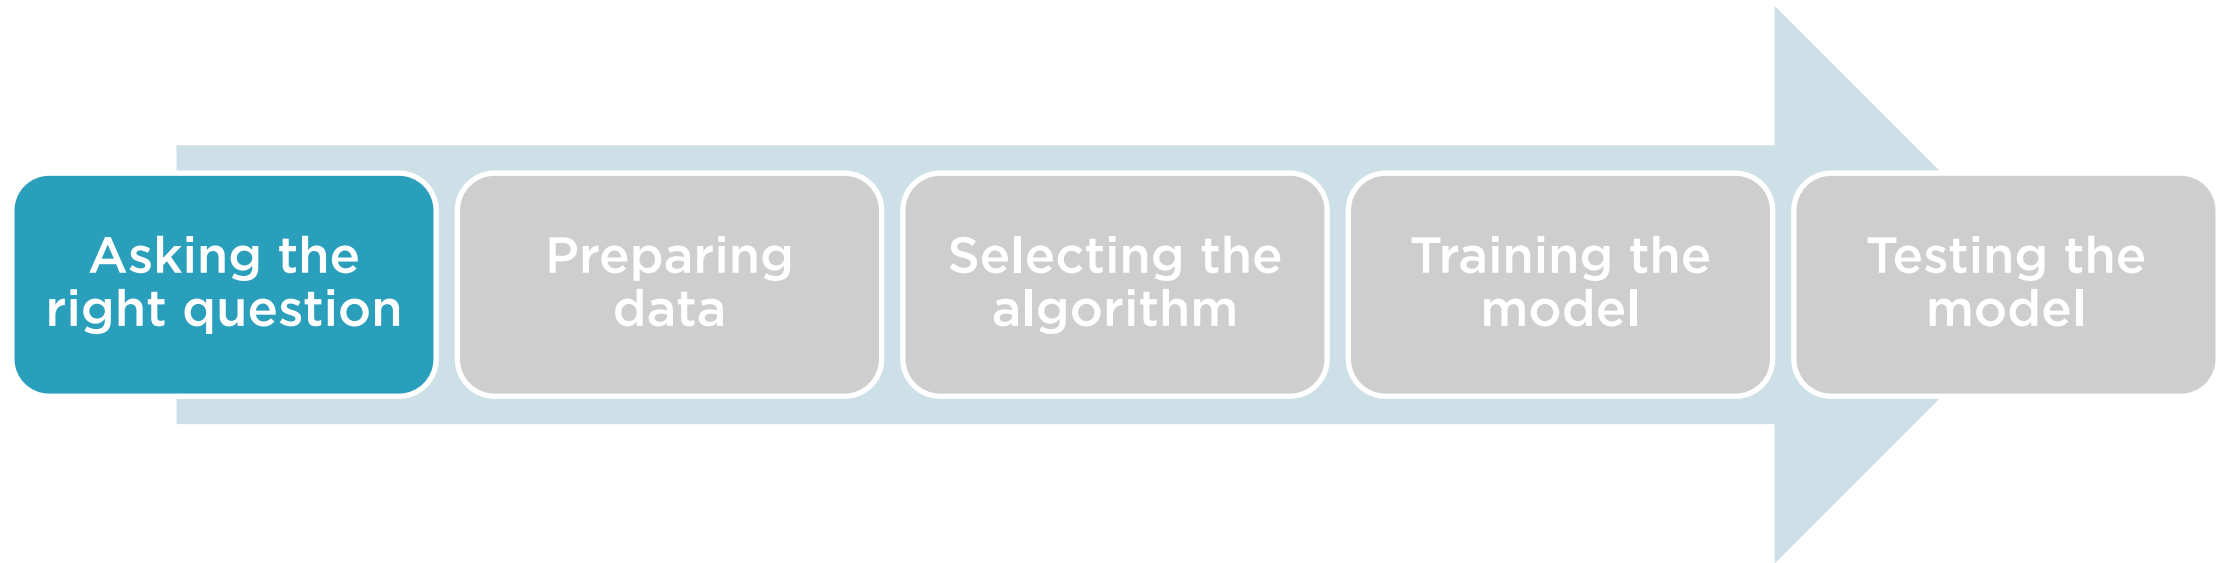 Asking the
right question
Preparing
data
Selecting the
algorithm
Training the
model
Testing the
model